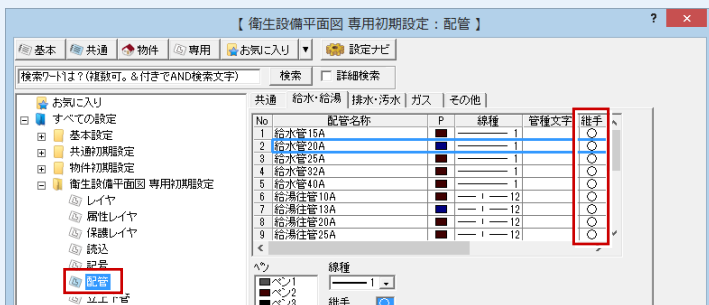 【 衛生設備平面図 専用初期設定：配管 】
? ×
基本 共通 物件 専用 お気に入り ▼ 設定ナビ
検索ワードは？(複数可。&付きでAND検索文字) 検索 詳細検索
お気に入り
すべての設定
基本設定
共通初期設定
物件初期設定
衛生設備平面図 専用初期設定
レイヤ
属性レイヤ
保護レイヤ
読込
記号
配管
共通 給水・給湯 排水・汚水 ガス その他
No 配管名称 P 線種 管種文字 継手
1 給水管15A 1 ○
2 給水管20A 1 ○
3 給水管25A 1 ○
4 給水管32A 1 ○
5 給水管40A 1 ○
6 給湯往管10A 12 ○
7 給湯往管13A 12 ○
8 給湯往管20A 12 ○
9 給湯往管25A 12 ○
ペン 線種
ペン1 1
ペン2
ペン3 継手 ○